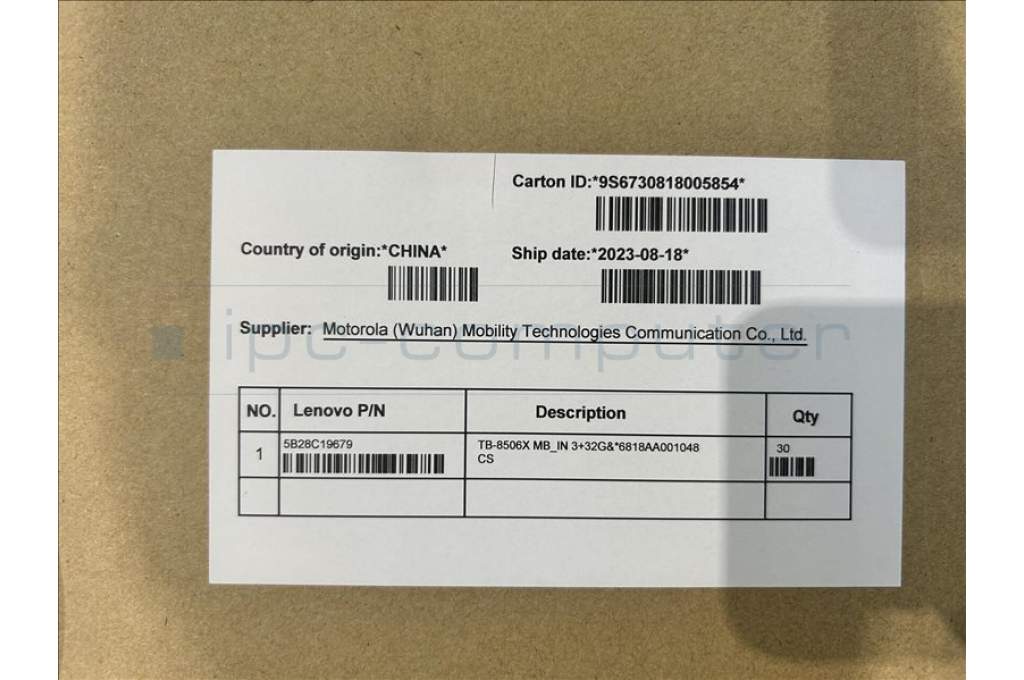 Carton ID:*9S6730818005854*
Country of origin:*CHINA*
Ship date:*2023-08-18*
Supplier: Motorola (Wuhan) Mobility Technologies Communication Co., Ltd.
ipc-computer
NO. Lenovo P/N Description Qty
1 5B28C19679 TB-8506X MB_IN 3+32G&*6818AA001048 30
CS